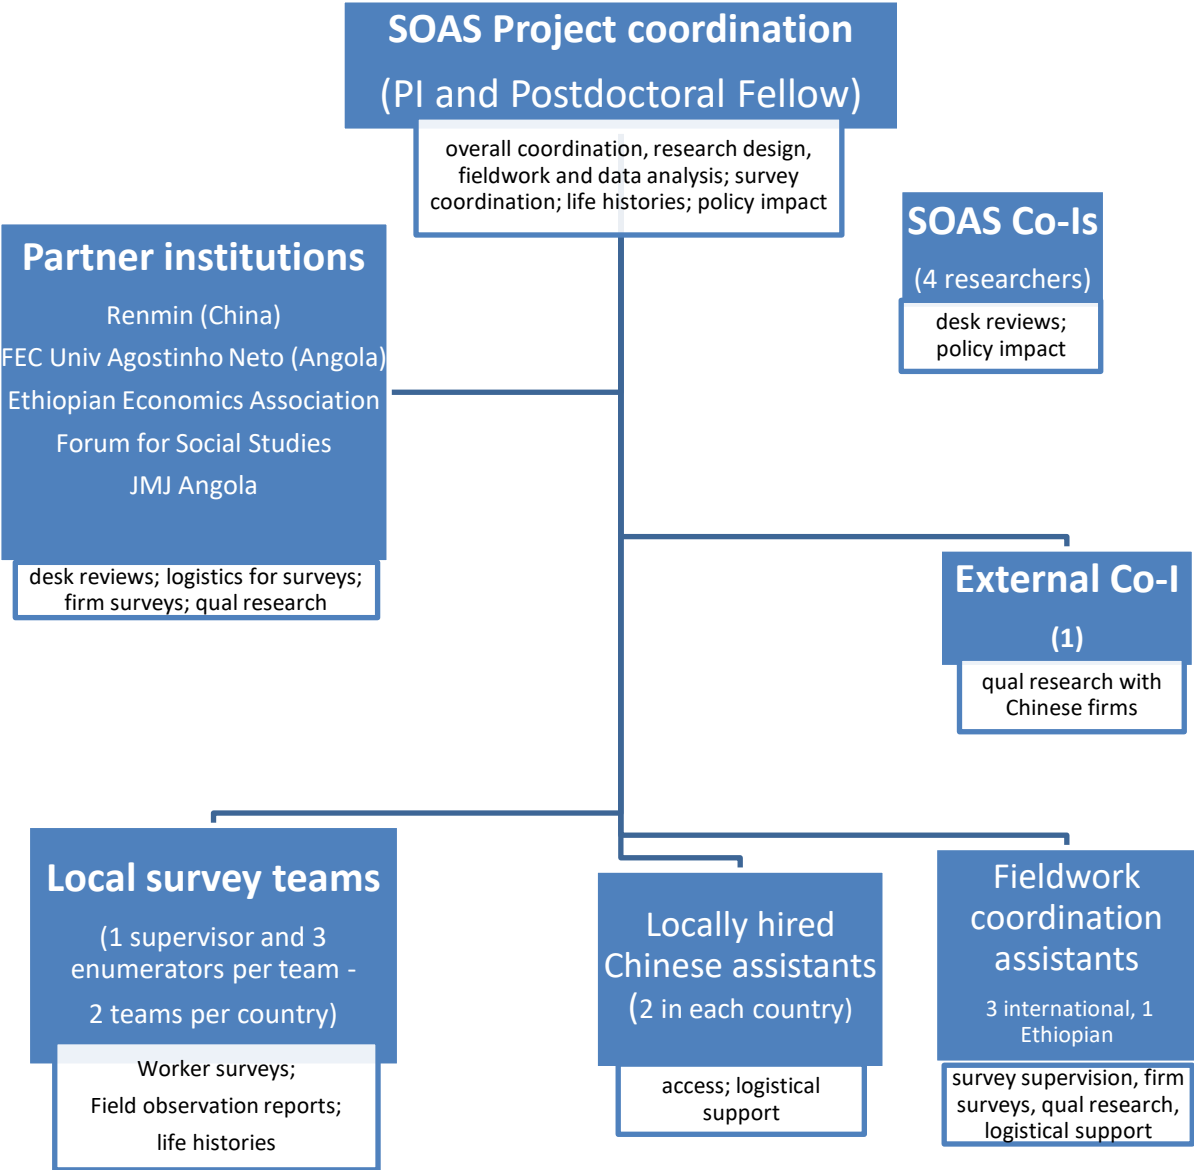 SOAS Project coordination
(PI and Postdoctoral Fellow)
overall coordination, research design,
fieldwork and data analysis; survey
coordination; life histories; policy impact
SOAS Co-Is
(4 researchers)
desk reviews;
policy impact
Partner institutions
Renmin (China)
FEC Univ Agostinho Neto (Angola)
Ethiopian Economics Association
Forum for Social Studies
JMJ Angola
desk reviews; logistics for surveys;
firm surveys; qual research
External Co-I
(1)
qual research with
Chinese firms
Local survey teams
(1 supervisor and 3
enumerators per team -
2 teams per country)
Worker surveys;
Field observation reports;
life histories
Locally hired
Chinese assistants
(2 in each country)
access; logistical
support
Fieldwork
coordination
assistants
3 international, 1
Ethiopian
survey supervision, firm
surveys, qual research,
logistical support